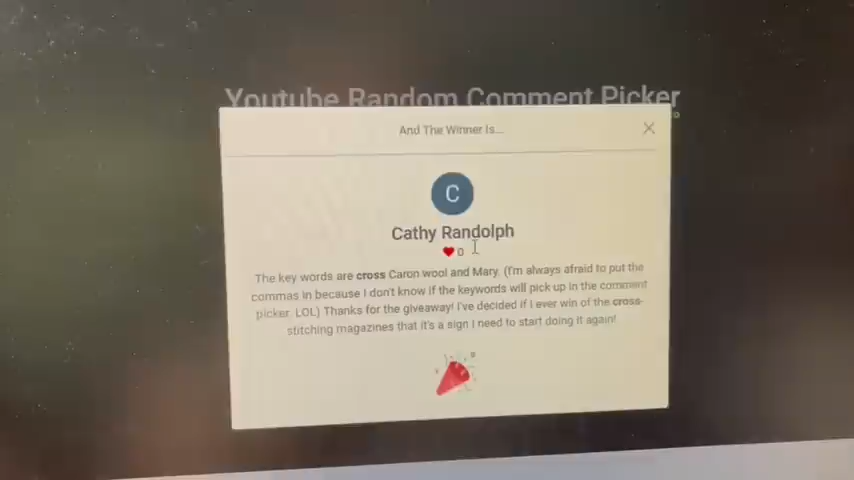 Youtube Random Comment Picker
And The Winner Is...
C
Cathy Randolph
0
The key words are cross Caron wool and Mary. (I'm always afraid to put the
commas in because I don't know if the keywords will pick up in the comment
picker. LOL) Thanks for the giveaway! I've decided if I ever win of the cross-
stitching magazines that it's a sign I need to start doing it again!